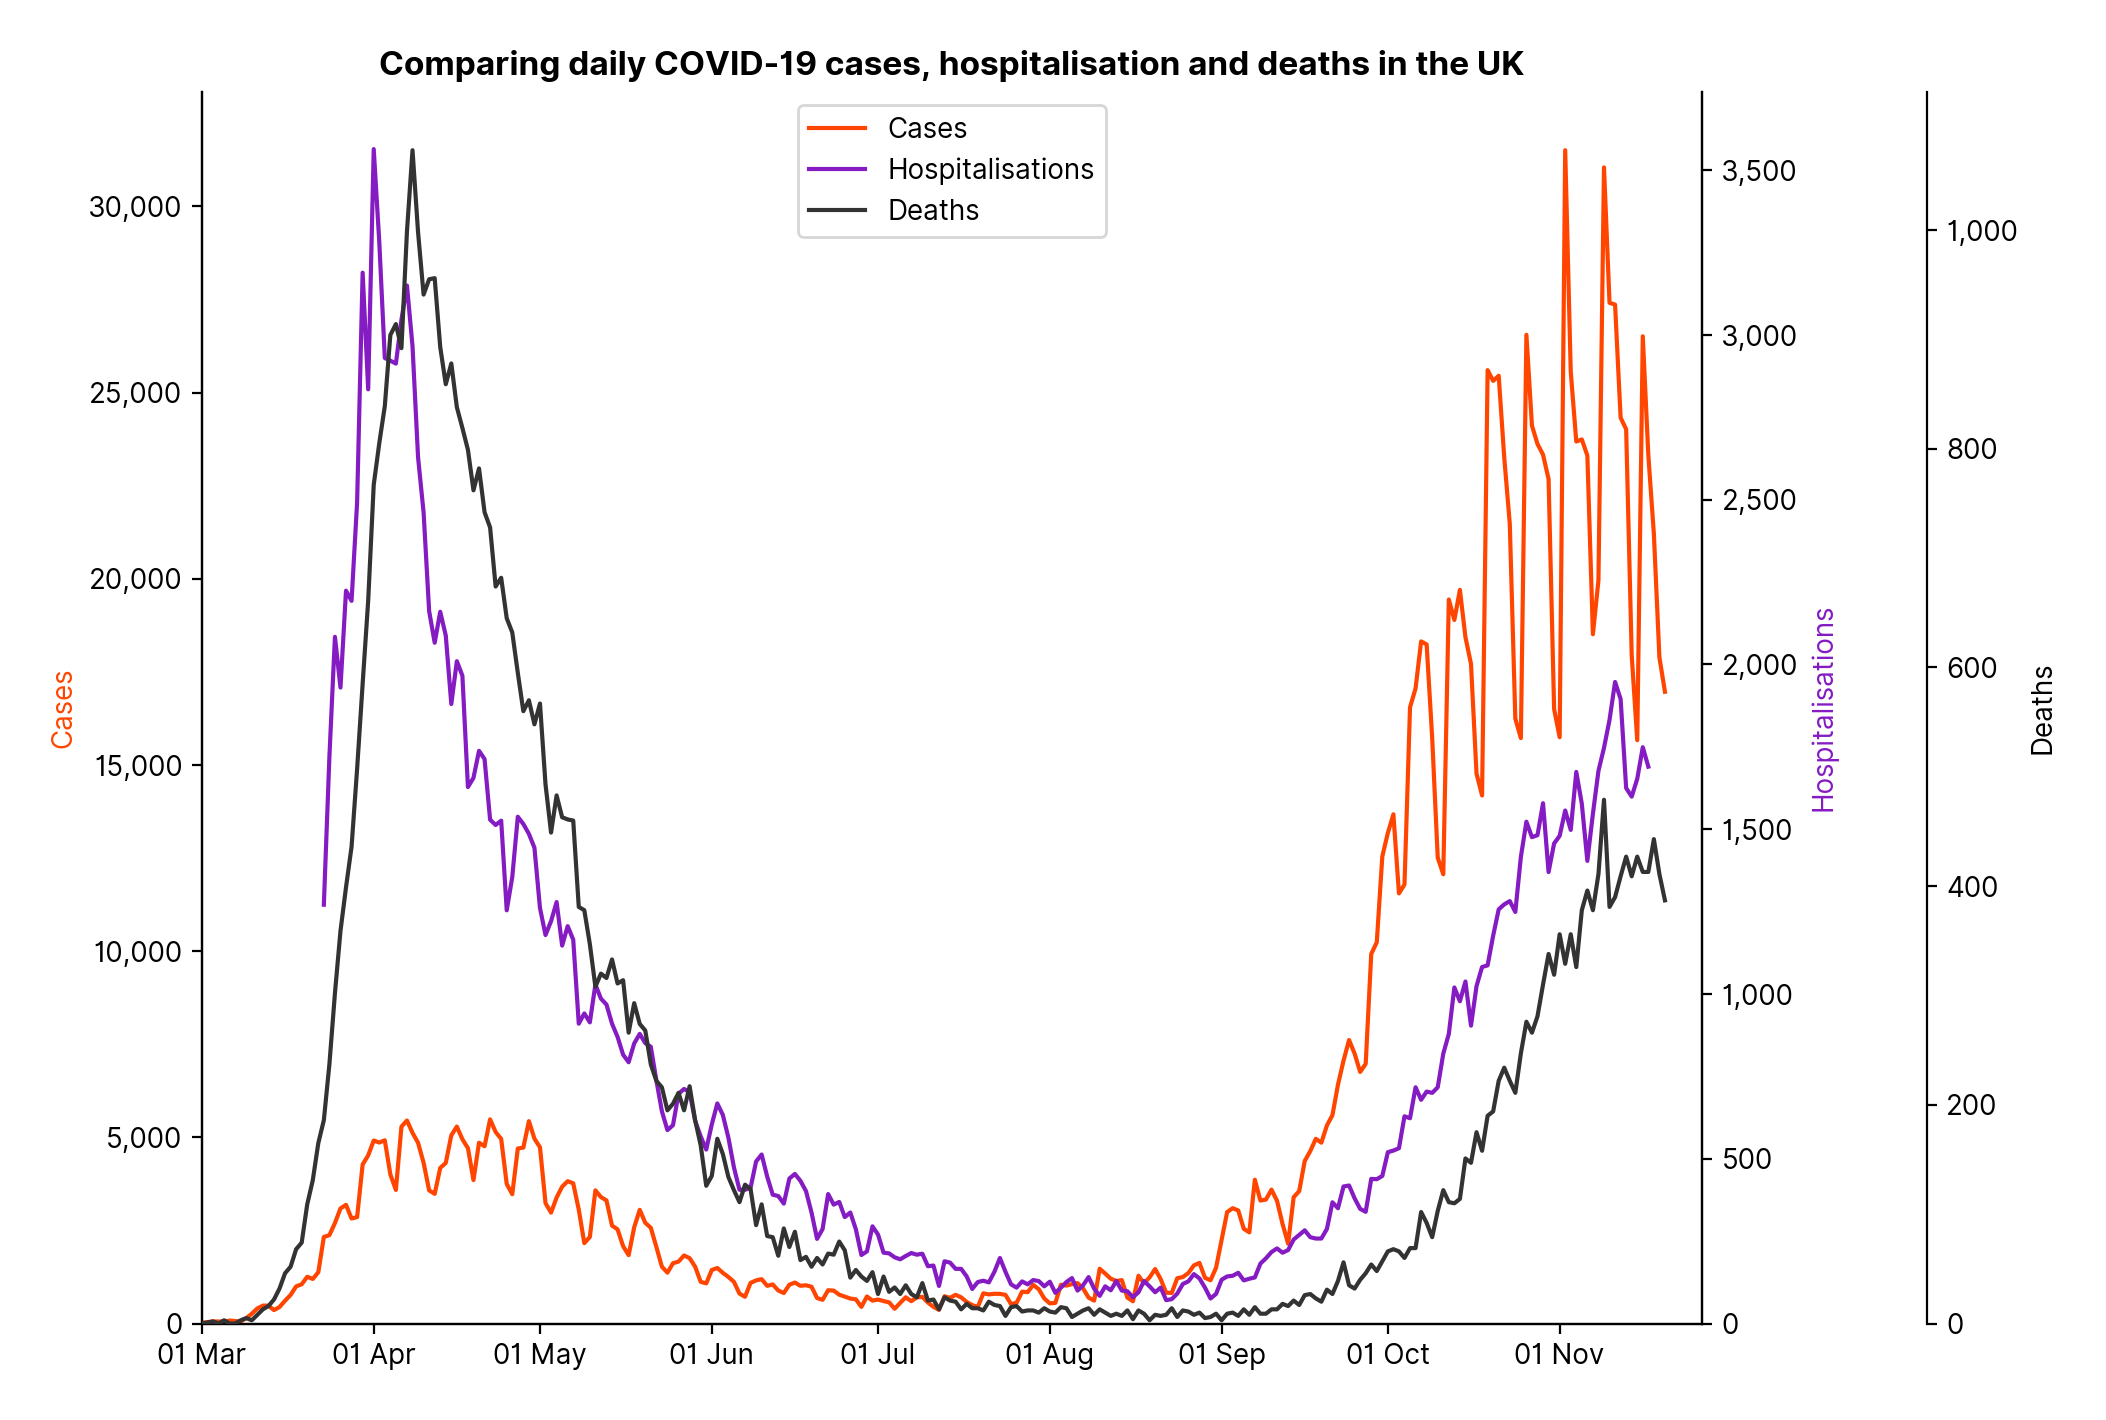 Comparing daily COVID-19 cases, hospitalisation and deaths in the UK
Cases
Hospitalisations
Deaths
30,000
25,000
20,000
15,000
10,000
5,000
0
Cases
01 Mar
01 Apr
01 May
01 Jun
01 Jul
01 Aug
01 Sep
01 Oct
01 Nov
3,500
3,000
2,500
2,000
1,500
1,000
500
0
Hospitalisations
1,000
800
600
400
200
0
Deaths